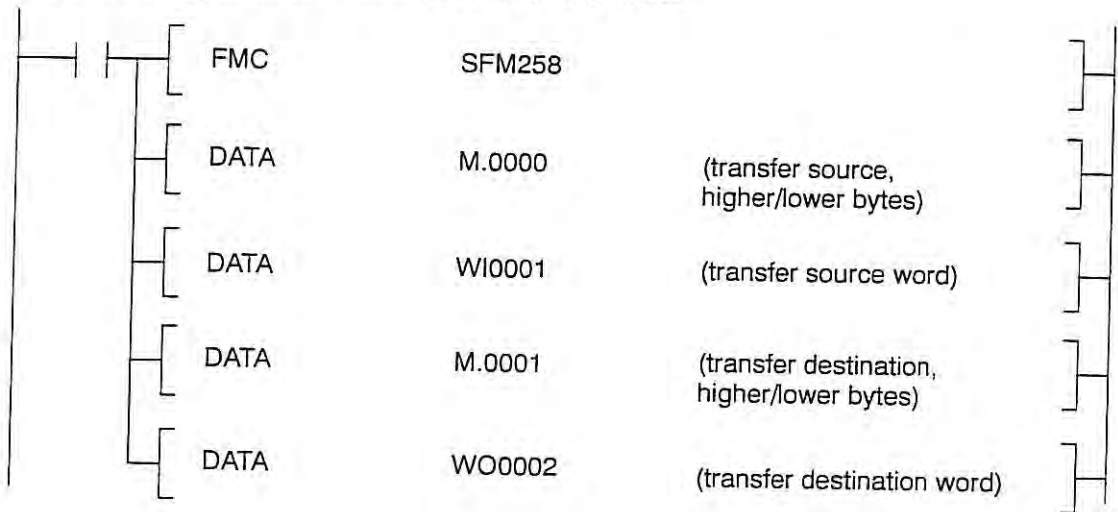 FMC SFM258
DATA M.0000 (transfer source,
higher/lower bytes)
DATA WI0001 (transfer source word)
DATA M.0001 (transfer destination,
higher/lower bytes)
DATA WO0002 (transfer destination word)